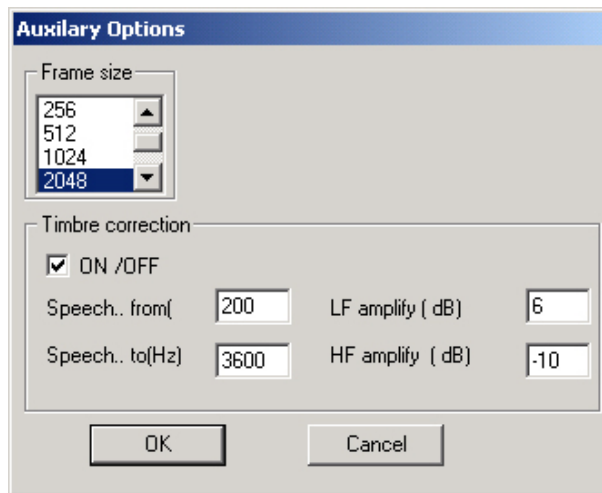 Auxilary Options
Frame size
256
512
1024
2048
Timbre correction
ON /OFF
Speech.. from( 200 LF amplify ( dB) 6
Speech.. to(Hz) 3600 HF amplify ( dB) -10
OK Cancel